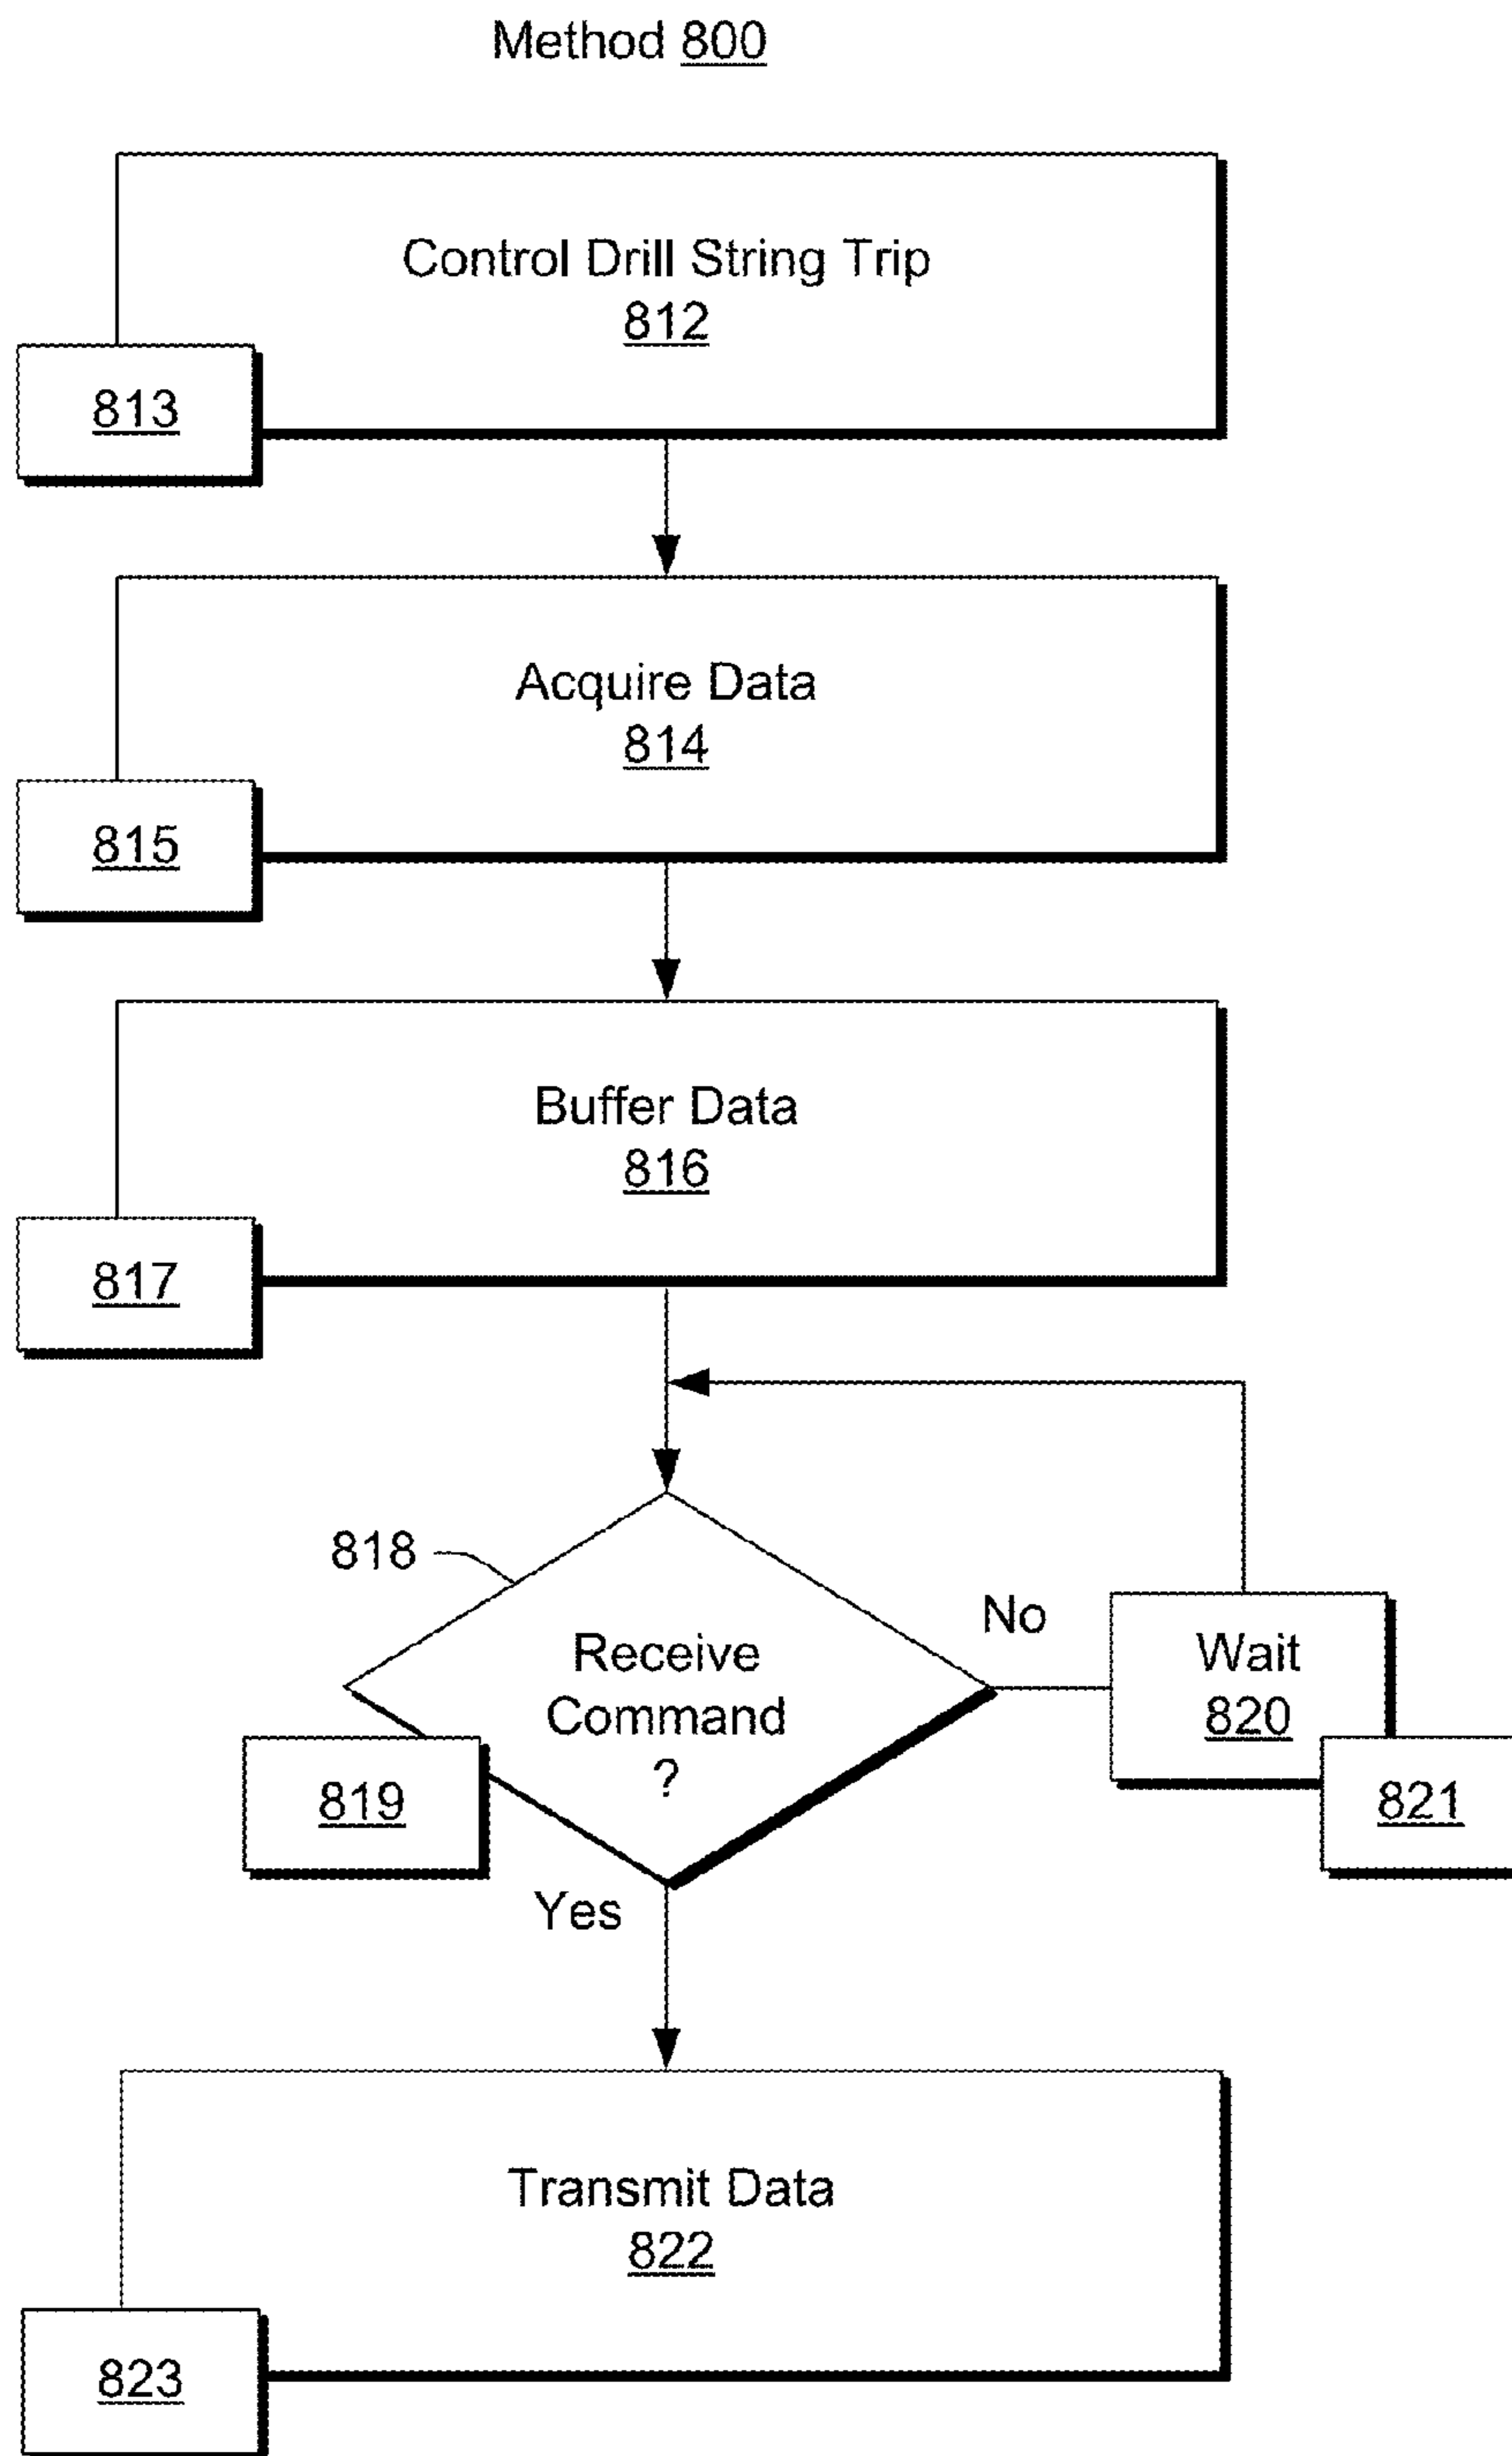 Method 800
Control Drill String Trip
812
813
Acquire Data
814
815
Buffer Data
816
817
818
No
Receive
Command
?
Wait
820
819
821
Yes
Transmit Data
822
823